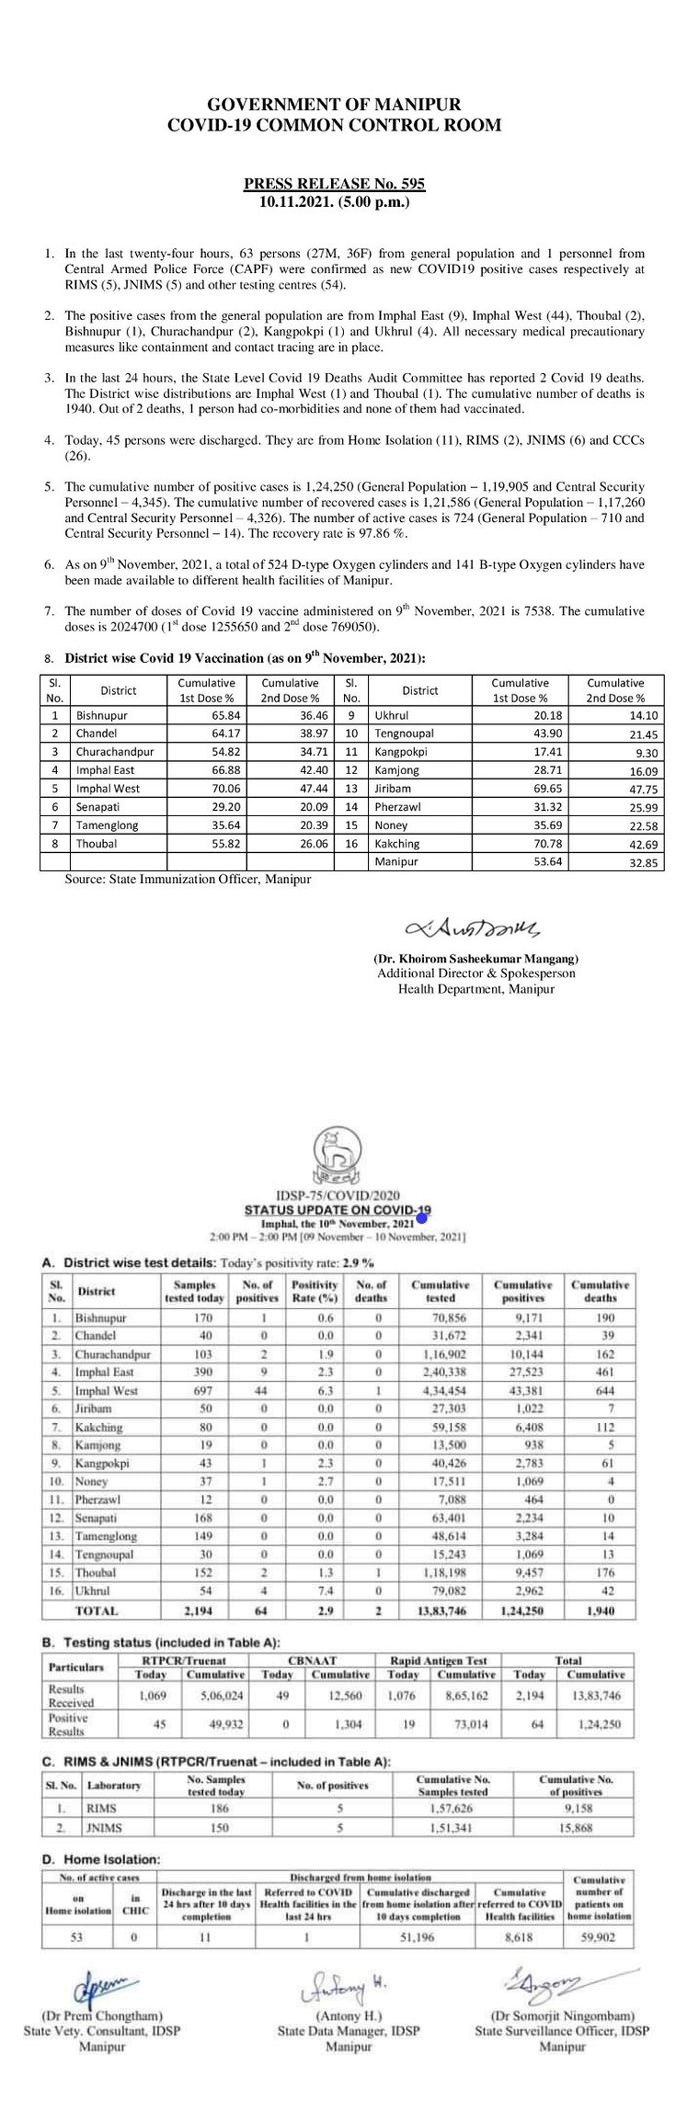 GOVERNMENT OF MANIPUR
COVID-19 COMMON CONTROL ROOM
PRESS RELEASE No. 595
10.11.2021. (5.00 p.m.)
1. In the last twenty-four hours, 63 persons (27M, 36F) from general population and 1 personnel from
Central Armed Police Force (CAPF) were confirmed as new COVID19 positive cases respectively at
RIMS (5), JNIMS (5) and other testing centres (54).
2. The positive cases from the general population are from Imphal East (9), Imphal West (44), Thoubal (2),
Bishnupur (1), Churachandpur (2), Kangpokpi (1) and Ukhrul (4). All necessary medical precautionary
measures like containment and contact tracing are in place.
3. In the last 24 hours, the State Level Covid 19 Deaths Audit Committee has reported 2 Covid 19 deaths.
The District wise distributions are Imphal West (1) and Thoubal (1). The cumulative number of deaths is
1940. Out of 2 deaths, 1 person had co-morbidities and none of them had vaccinated.
4. Today, 45 persons were discharged. They are from Home Isolation (11), RIMS (2), JNIMS (6) and CCCs
(26).
5. The cumulative number of positive cases is 1,24,250 (General Population – 1,19,905 and Central Security
Personnel – 4,345). The cumulative number of recovered cases is 1,21,586 (General Population – 1,17,260
and Central Security Personnel – 4,326). The number of active cases is 724 (General Population – 710 and
Central Security Personnel – 14). The recovery rate is 97.86 %.
6. As on 9th November, 2021, a total of 524 D-type Oxygen cylinders and 141 B-type Oxygen cylinders have
been made available to different health facilities of Manipur.
7. The number of doses of Covid 19 vaccine administered on 9th November, 2021 is 7538. The cumulative
doses is 2024700 (1st dose 1255650 and 2nd dose 769050).
8. District wise Covid 19 Vaccination (as on 9th November, 2021):
Sl. No. District Cumulative 1st Dose % Cumulative 2nd Dose % Sl. No. District Cumulative 1st Dose % Cumulative 2nd Dose %
1 Bishnupur 65.84 36.46 9 Ukhrul 20.18 14.10
2 Chandel 64.17 38.97 10 Tengnoupal 43.90 21.45
3 Churachandpur 54.82 34.71 11 Kangpokpi 17.41 9.30
4 Imphal East 66.88 42.40 12 Kamjong 28.71 16.09
5 Imphal West 70.06 47.44 13 Jiribam 69.65 47.75
6 Senapati 29.20 20.09 14 Pherzawl 31.32 25.99
7 Tamenglong 35.64 20.39 15 Noney 35.69 22.58
8 Thoubal 55.82 26.06 16 Kakching 70.78 42.69
Manipur 53.64 32.85
Source: State Immunization Officer, Manipur
(Dr. Khoirom Sasheekumar Mangang)
Additional Director & Spokesperson
Health Department, Manipur
IDSP-75/COVID/2020
STATUS UPDATE ON COVID-19
Imphal, the 10th November, 2021
2:00 PM – 2:00 PM [09 November – 10 November, 2021]
A. District wise test details: Today's positivity rate: 2.9 %
Sl. No. District Samples tested today No. of positives Positivity Rate (%) No. of deaths Cumulative tested Cumulative positives Cumulative deaths
1. Bishnupur 170 1 0.6 0 70,856 9,171 190
2. Chandel 40 0 0.0 0 31,672 2,341 39
3. Churachandpur 103 2 1.9 0 1,16,902 10,144 162
4. Imphal East 390 9 2.3 0 2,40,338 27,523 461
5. Imphal West 697 44 6.3 1 4,34,454 43,381 644
6. Jiribam 50 0 0.0 0 27,303 1,022 7
7. Kakching 80 0 0.0 0 59,158 6,408 112
8. Kamjong 19 0 0.0 0 13,500 938 5
9. Kangpokpi 43 1 2.3 0 40,426 2,783 61
10. Noney 37 1 2.7 0 17,511 1,069 4
11. Pherzawl 12 0 0.0 0 7,088 464 0
12. Senapati 168 0 0.0 0 63,401 2,234 10
13. Tamenglong 149 0 0.0 0 48,614 3,284 14
14. Tengnoupal 30 0 0.0 0 15,243 1,069 13
15. Thoubal 152 2 1.3 1 1,18,198 9,457 176
16. Ukhrul 54 4 7.4 0 79,082 2,962 42
TOTAL 2,194 64 2.9 2 13,83,746 1,24,250 1,940
B. Testing status (included in Table A):
Particulars RTPCR/Truenat CBNAAT Rapid Antigen Test Total
Today Cumulative Today Cumulative Today Cumulative Today Cumulative
Results Received 1,069 5,06,024 49 12,560 1,076 8,65,162 2,194 13,83,746
Positive Results 45 49,932 0 1,304 19 73,014 64 1,24,250
C. RIMS & JNIMS (RTPCR/Truenat – included in Table A):
Sl. No. Laboratory No. Samples tested today No. of positives Cumulative No. Samples tested Cumulative No. of positives
1. RIMS 186 5 1,57,626 9,158
2. JNIMS 150 5 1,51,341 15,868
D. Home Isolation:
No. of active cases Discharged from home isolation Cumulative number of patients on home isolation
on Home isolation in CHIC Discharge in the last 24 hrs after 10 days completion Referred to COVID Health facilities in the last 24 hrs Cumulative discharged from home isolation after 10 days completion Cumulative referred to COVID Health facilities
53 0 11 1 51,196 8,618 59,902
Antony H.
(Dr Prem Chongtham) (Antony H.) (Dr Somorjit Ningombam)
State Vety. Consultant, IDSP State Data Manager, IDSP State Surveillance Officer, IDSP
Manipur Manipur Manipur